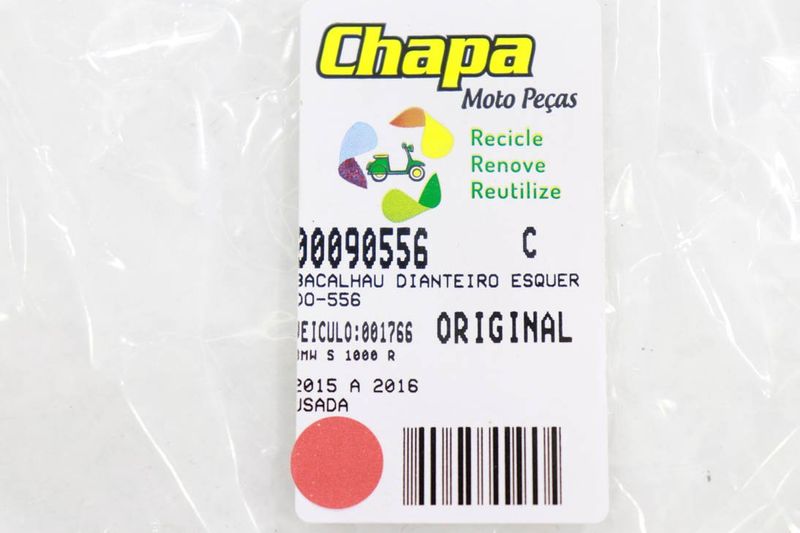 Chapa
Moto Peças
Recicle
Renove
Reutilize
00090556 C
BACALHAU DIANTEIRO ESQUER
DO-556
VEICULO:001766 ORIGINAL
BMW S 1000 R
2015 A 2016
USADA